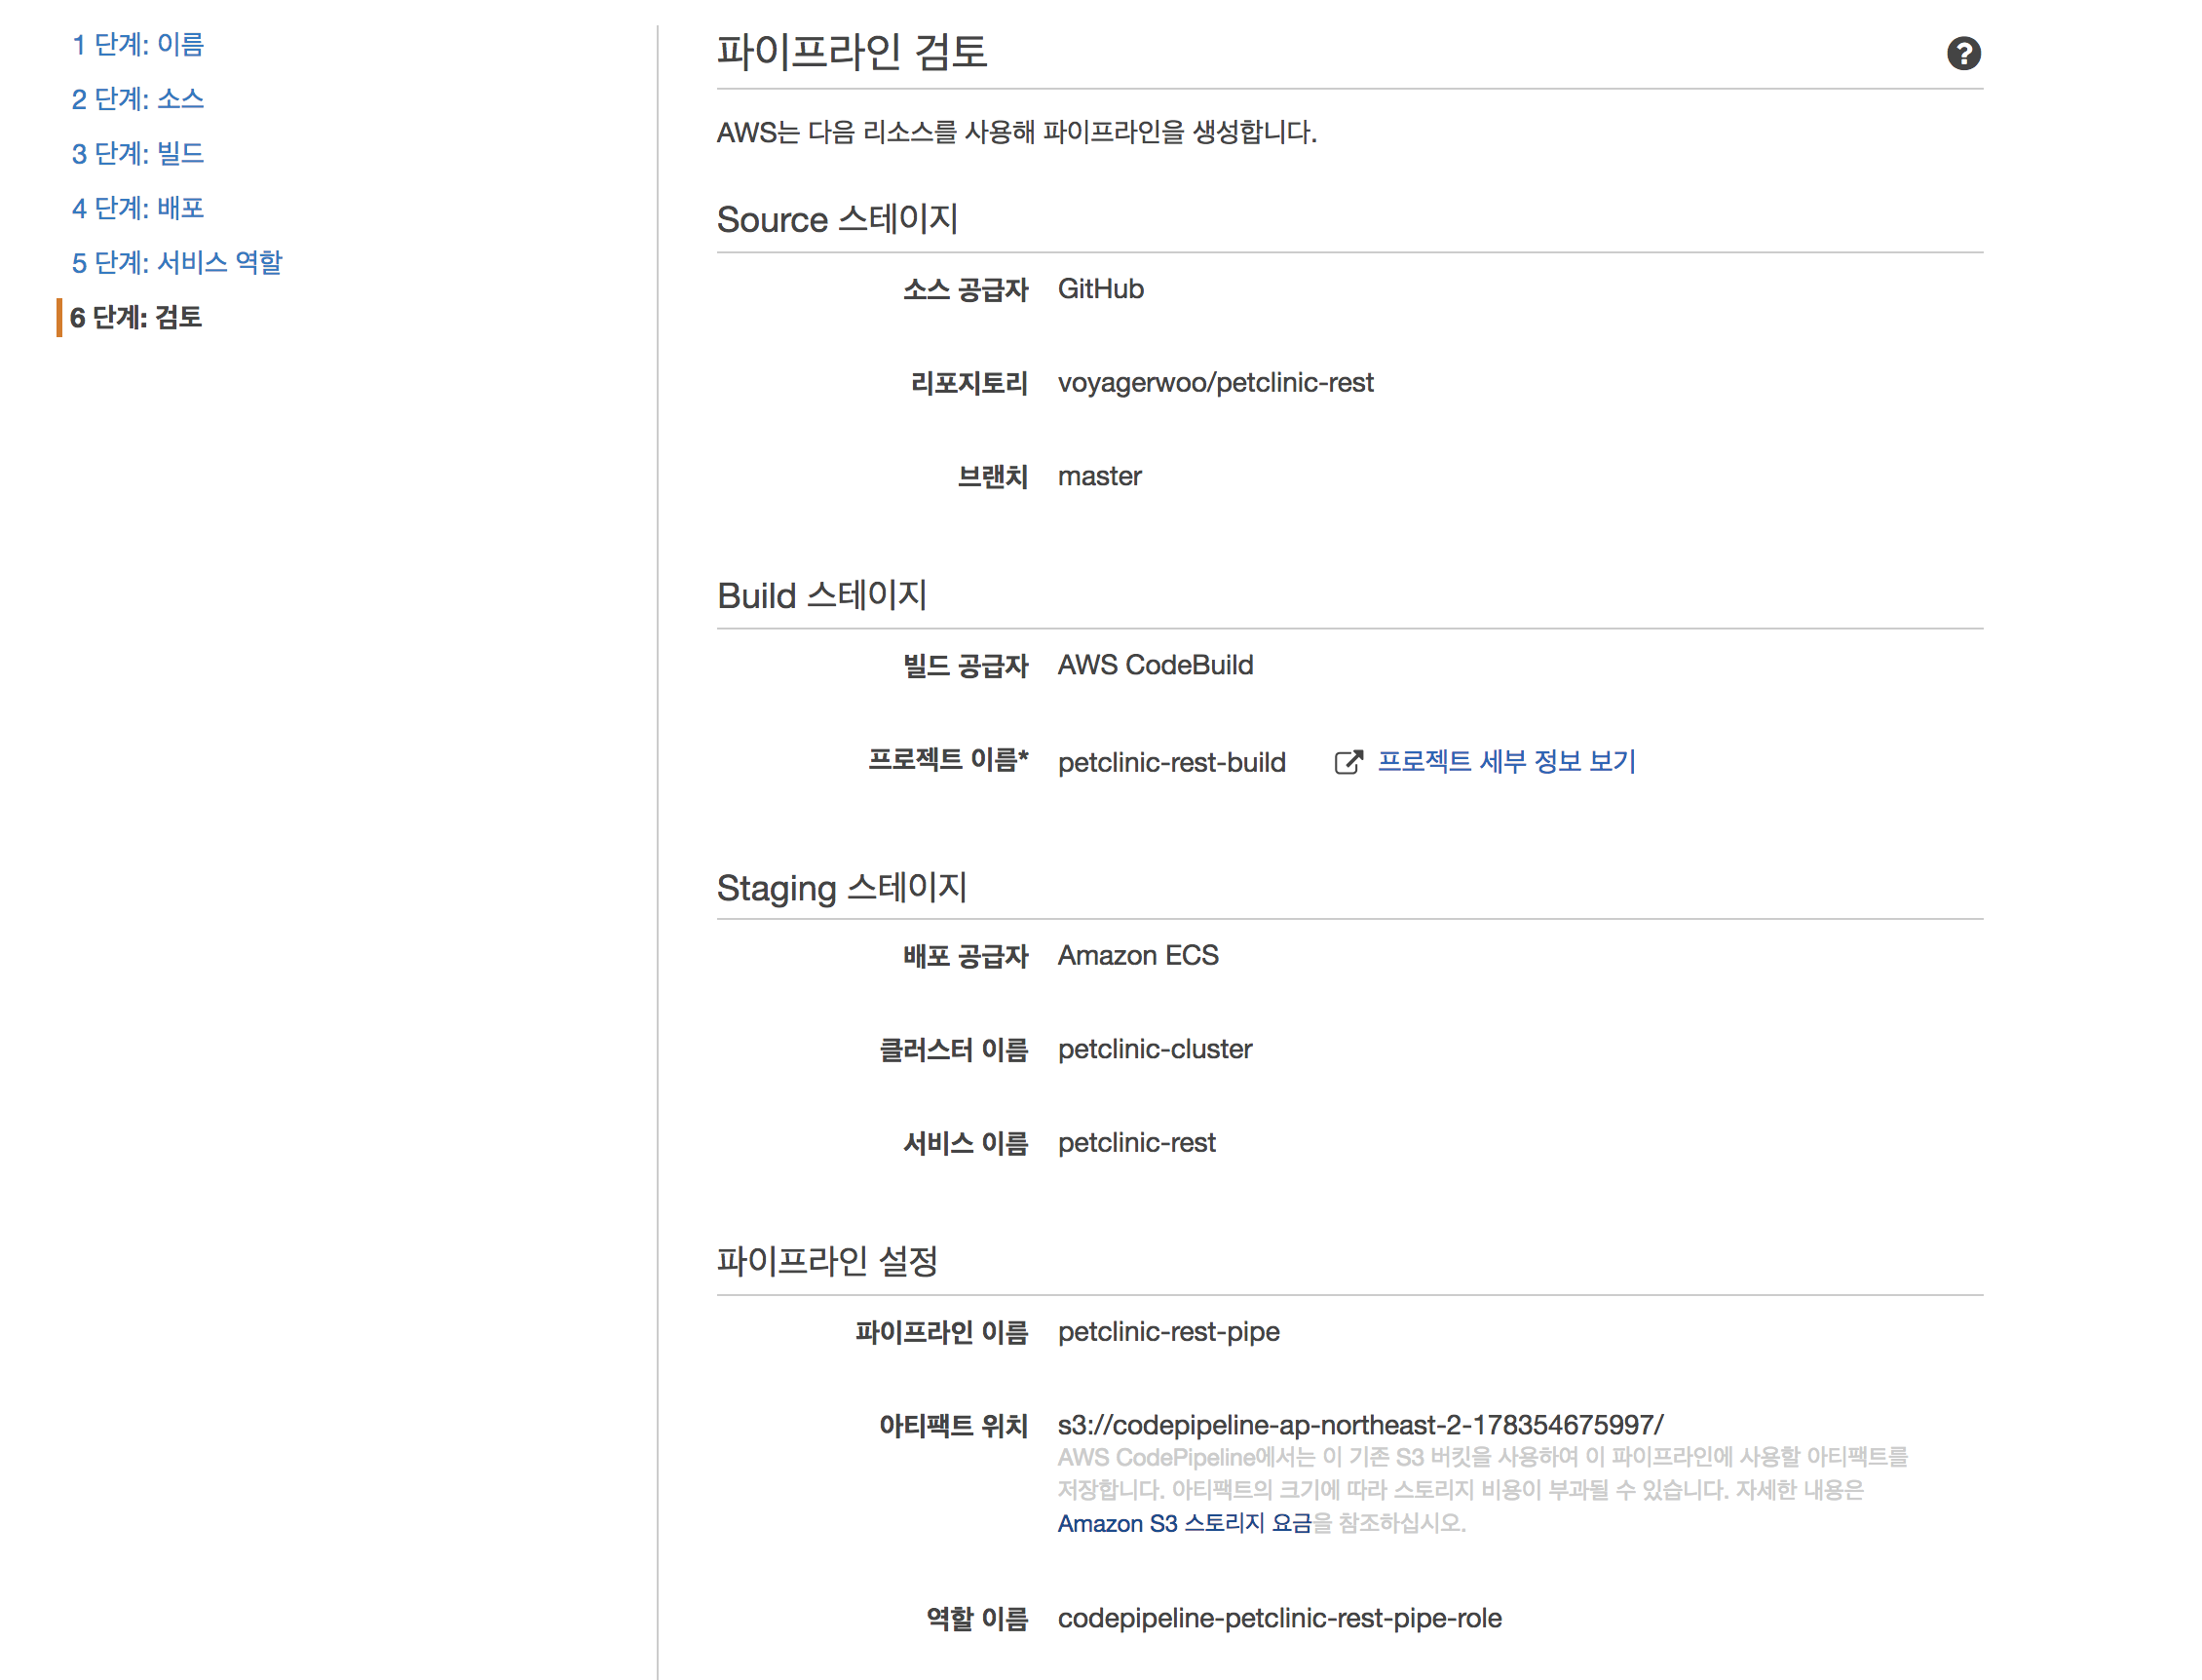 1 단계: 이름
2 단계: 소스
3 단계: 빌드
4 단계: 배포
5 단계: 서비스 역할
6 단계: 검토
파이프라인 검토
AWS는 다음 리소스를 사용해 파이프라인을 생성합니다.
Source 스테이지
소스 공급자 GitHub
리포지토리 voyagerwoo/petclinic-rest
브랜치 master
Build 스테이지
빌드 공급자 AWS CodeBuild
프로젝트 이름* petclinic-rest-build 프로젝트 세부 정보 보기
Staging 스테이지
배포 공급자 Amazon ECS
클러스터 이름 petclinic-cluster
서비스 이름 petclinic-rest
파이프라인 설정
파이프라인 이름 petclinic-rest-pipe
아티팩트 위치 s3://codepipeline-ap-northeast-2-178354675997/
AWS CodePipeline에서는 이 기존 S3 버킷을 사용하여 이 파이프라인에 사용할 아티팩트를
저장합니다. 아티팩트의 크기에 따라 스토리지 비용이 부과될 수 있습니다. 자세한 내용은
Amazon S3 스토리지 요금을 참조하십시오.
역할 이름 codepipeline-petclinic-rest-pipe-role